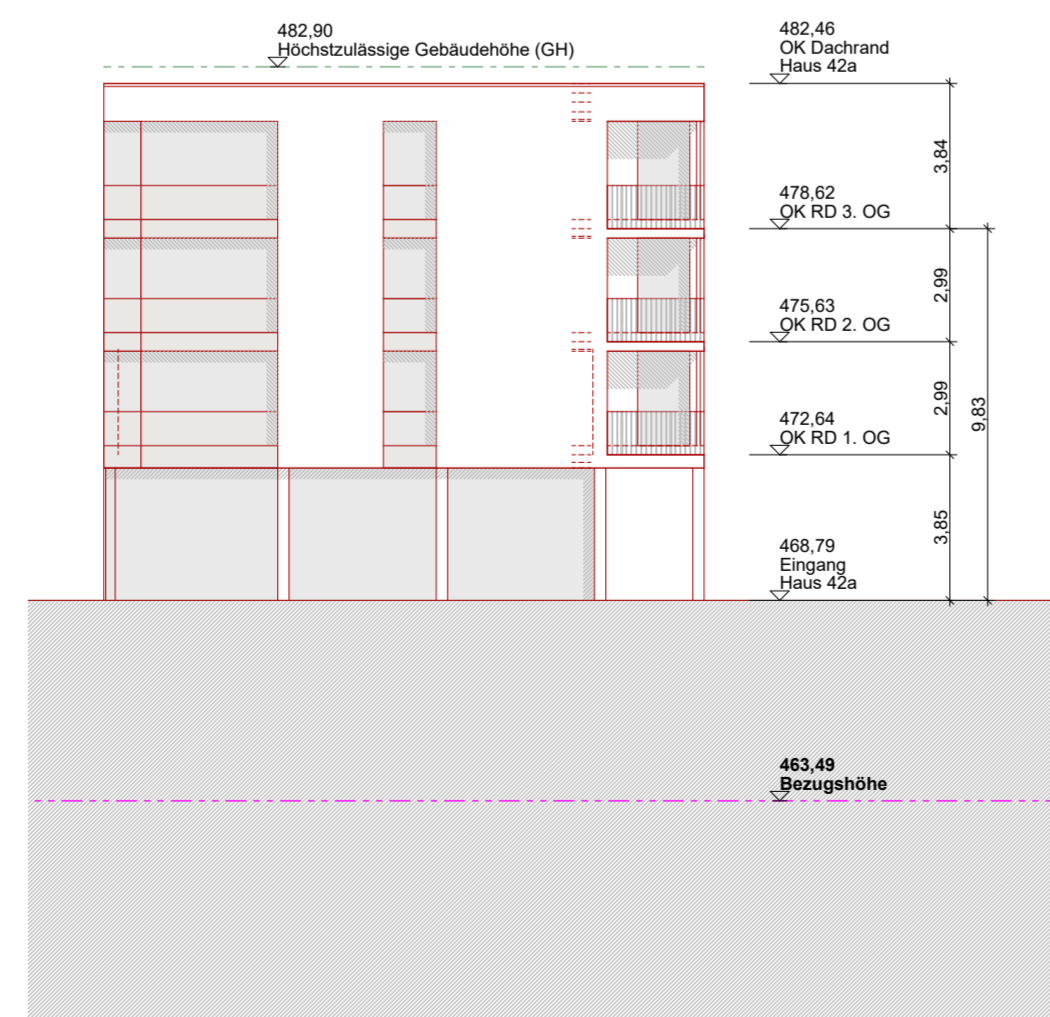 482,90
Höchstzulässige Gebäudehöhe (GH)
482,46
OK Dachrand
Haus 42a
3,84
478,62
OK RD 3. OG
2,99
475,63
OK RD 2. OG
2,99
9,83
472,64
OK RD 1. OG
3,85
468,79
Eingang
Haus 42a
463,49
Bezugshöhe